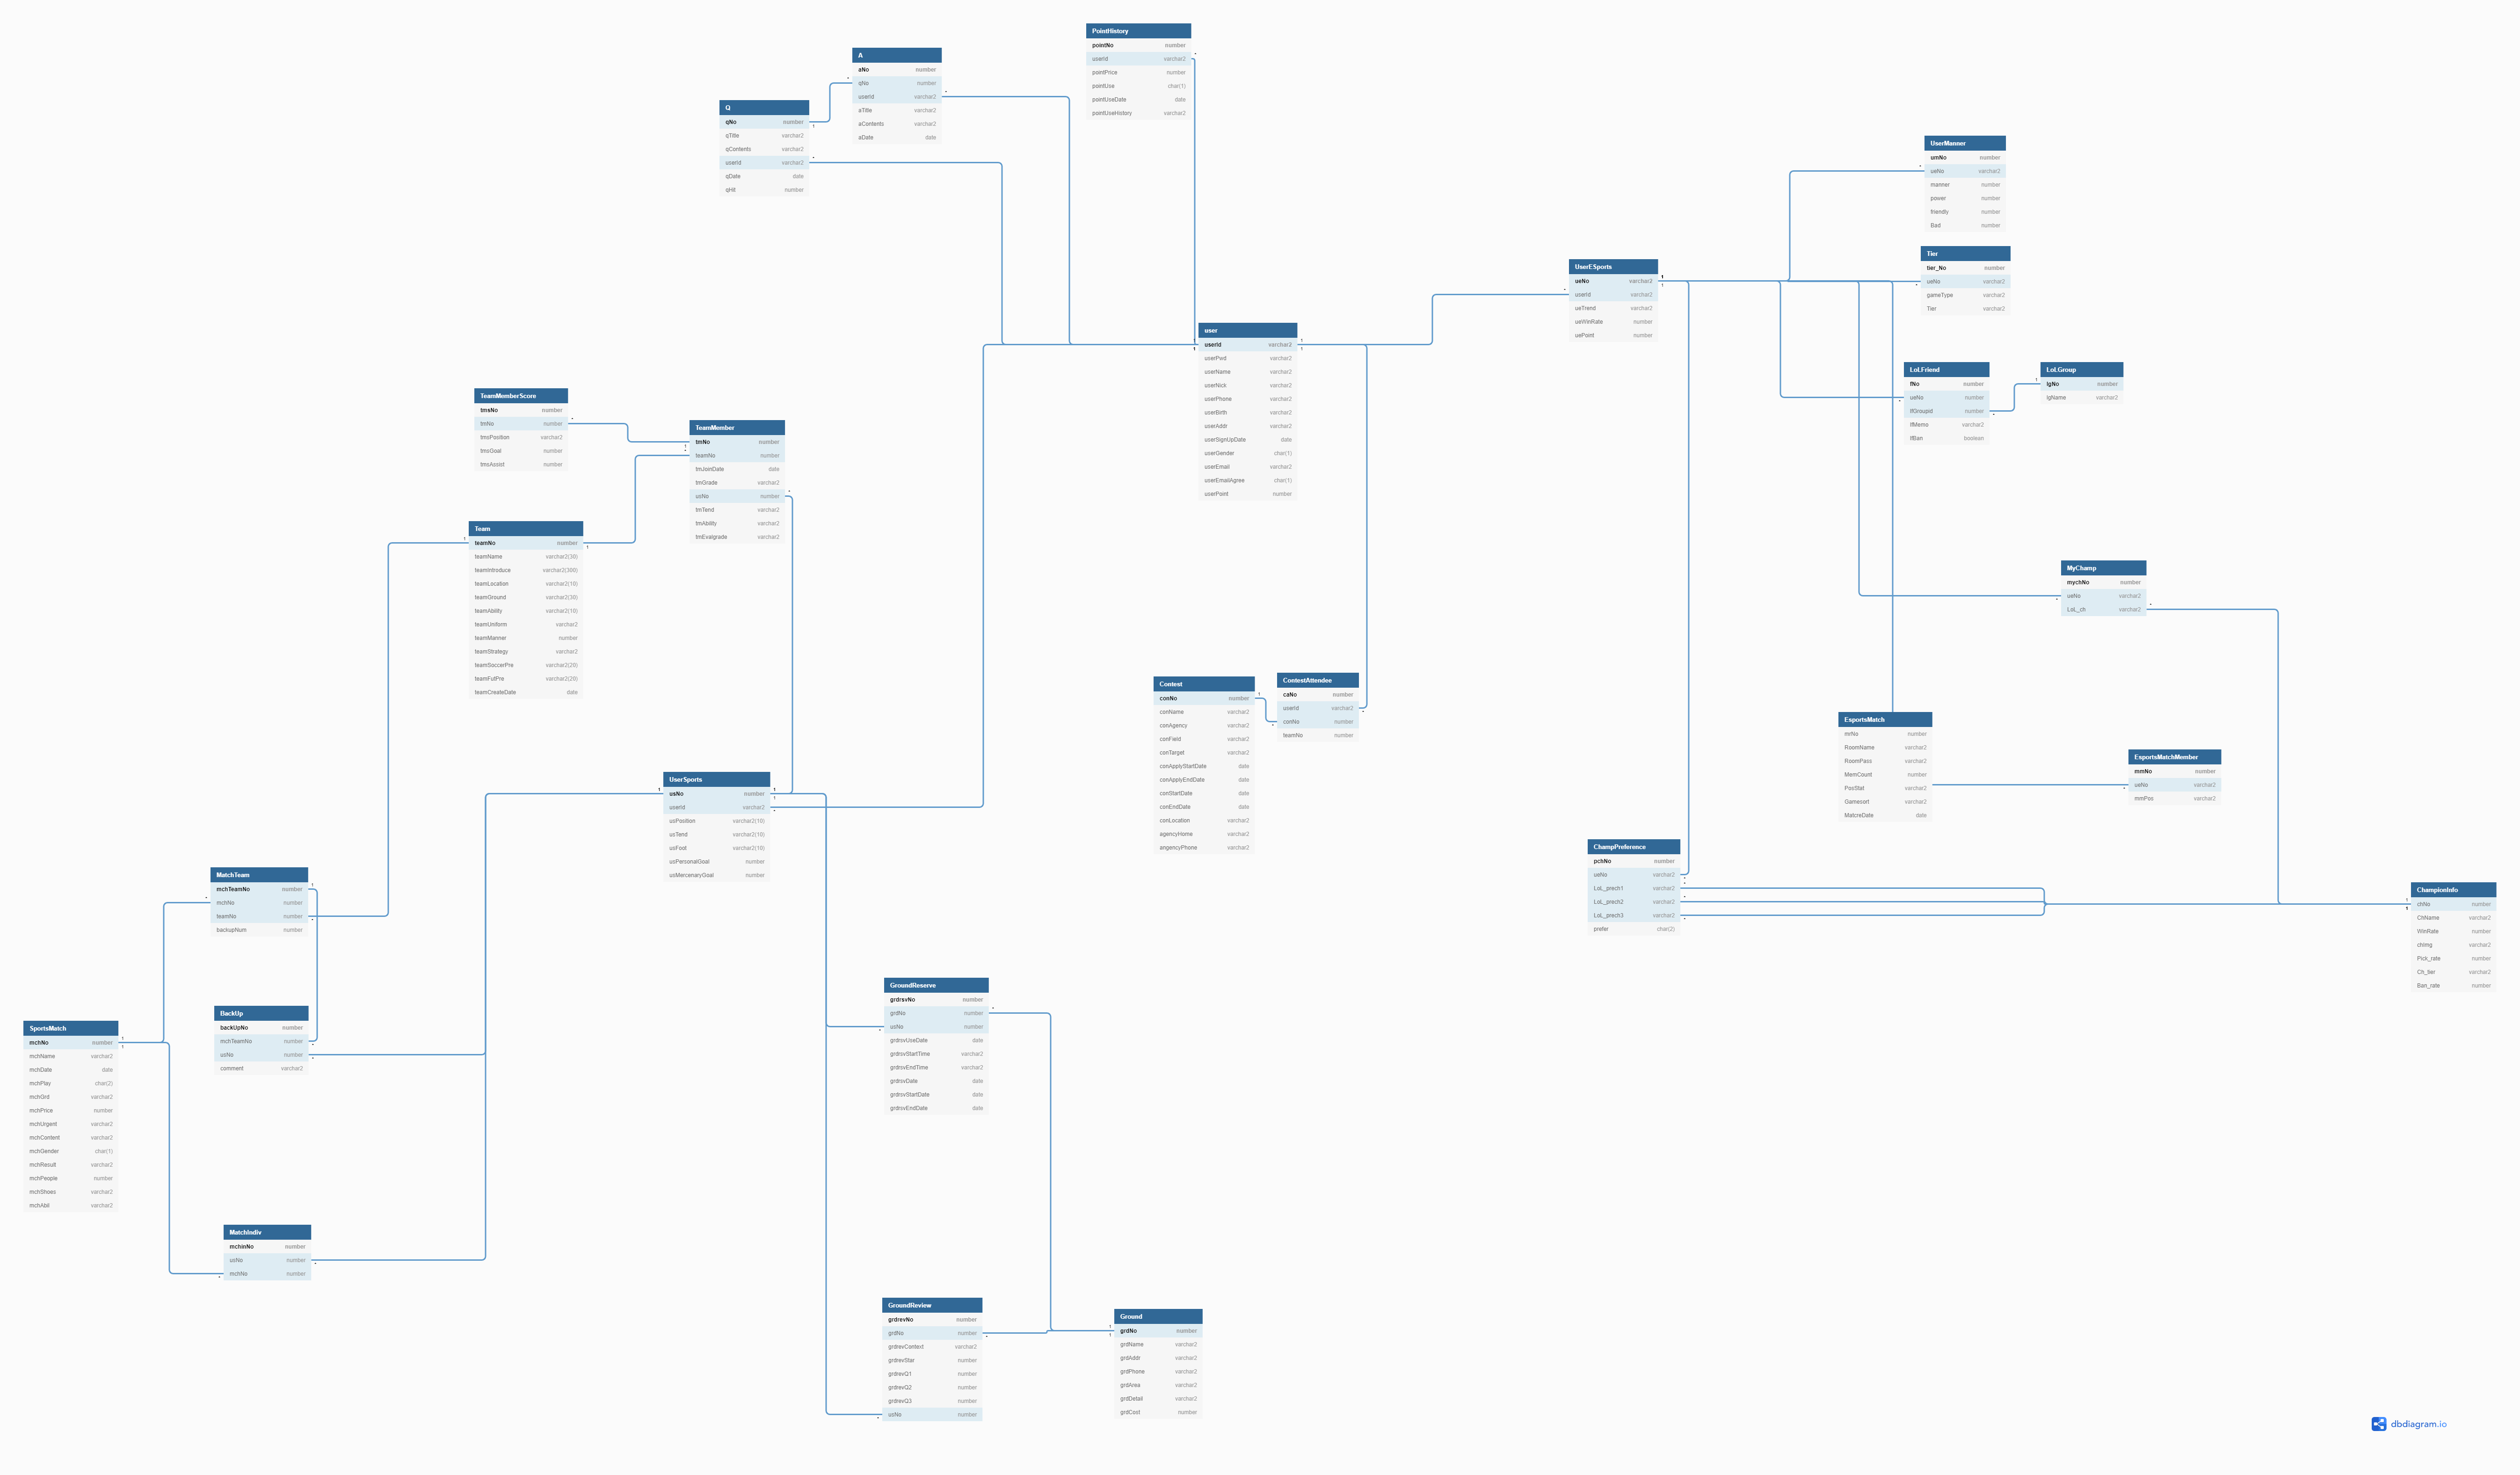 PointHistory
pointNo number
userId varchar2
pointPrice number
pointUse char(1)
pointUseDate date
pointUseHistory varchar2
A
aNo number
qNo number
userId varchar2
aTitle varchar2
aContents varchar2
aDate date
Q
qNo number
qTitle varchar2
qContents varchar2
userId varchar2
qDate date
qHit number
UserManner
umNo number
ueNo varchar2
manner number
power number
friendly number
Bad number
Tier
tier_No number
ueNo varchar2
gameType varchar2
Tier varchar2
UserESports
ueNo varchar2
userId varchar2
ueTrend varchar2
ueWinRate number
uePoint number
user
userId varchar2
userPwd varchar2
userName varchar2
userNick varchar2
userPhone varchar2
userBirth varchar2
userAddr varchar2
userSignUpDate date
userGender char(1)
userEmail varchar2
userEmailAgree char(1)
userPoint number
LoLFriend
fNo number
ueNo number
lfGroupid number
lfMemo varchar2
lfBan boolean
LoLGroup
lgNo number
lgName varchar2
TeamMemberScore
tmsNo number
tmNo number
tmsPosition varchar2
tmsGoal number
tmsAssist number
TeamMember
tmNo number
teamNo number
tmJoinDate date
tmGrade varchar2
usNo number
tmTend varchar2
tmAbility varchar2
tmEvalgrade varchar2
Team
teamNo number
teamName varchar2(30)
teamIntroduce varchar2(300)
teamLocation varchar2(10)
teamGround varchar2(30)
teamAbility varchar2(10)
teamUniform varchar2
teamManner number
teamStrategy varchar2
teamSoccerPre varchar2(20)
teamFutPre varchar2(20)
teamCreateDate date
MyChamp
mychNo number
ueNo varchar2
LoL_ch varchar2
Contest
conNo number
conName varchar2
conAgency varchar2
conField varchar2
conTarget varchar2
conApplyStartDate date
conApplyEndDate date
conStartDate date
conEndDate date
conLocation varchar2
agencyHome varchar2
angencyPhone varchar2
ContestAttendee
caNo number
userId varchar2
conNo number
teamNo number
EsportsMatch
mrNo number
RoomName varchar2
RoomPass varchar2
MemCount number
PosStat varchar2
Gamesort varchar2
MatcreDate date
ExportsMatchMember
mmNo number
ueNo varchar2
mmPos varchar2
UserSports
usNo number
userId varchar2
usPosition varchar2(10)
usTend varchar2(10)
usFoot varchar2(10)
usPersonalGoal number
usMercenaryGoal number
ChampPreference
pchNo number
ueNo varchar2
LoL_prech1 varchar2
LoL_prech2 varchar2
LoL_prech3 varchar2
prefer char(2)
ChampionInfo
chNo number
ChName varchar2
WinRate number
chImg varchar2
Pick_rate number
Ch_tier varchar2
Ban_rate number
MatchTeam
mchTeamNo number
mchNo number
teamNo number
backupNum number
BackUp
backUpNo number
mchTeamNo number
usNo number
comment varchar2
SportsMatch
mchNo number
mchName varchar2
mchDate date
mchPlay char(2)
mchGrd varchar2
mchPrice number
mchUrgent varchar2
mchContent varchar2
mchGender char(1)
mchResult varchar2
mchPeople number
mchShoes varchar2
mchAbil varchar2
GroundReserve
grdrsvNo number
grdNo number
usNo number
grdrsvUseDate date
grdrsvStartTime varchar2
grdrsvEndTime varchar2
grdrsvDate date
grdrsvStartDate date
grdrsvEndDate date
MatchIndiv
mchinNo number
usNo number
mchNo number
GroundReview
grdrevNo number
grdNo number
grdrevContext varchar2
grdrevStar number
grdrevQ1 number
grdrevQ2 number
grdrevQ3 number
usNo number
Ground
grdNo number
grdName varchar2
grdAddr varchar2
grdPhone varchar2
grdArea varchar2
grdDetail varchar2
grdCost number
dbdiagram.io